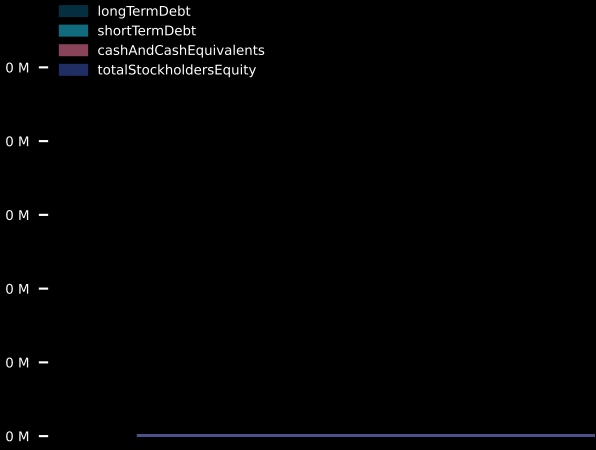 longTermDebt
shortTermDebt
cashAndCashEquivalents
totalStockholdersEquity
0 M
0 M
0 M
0 M
0 M
0 M